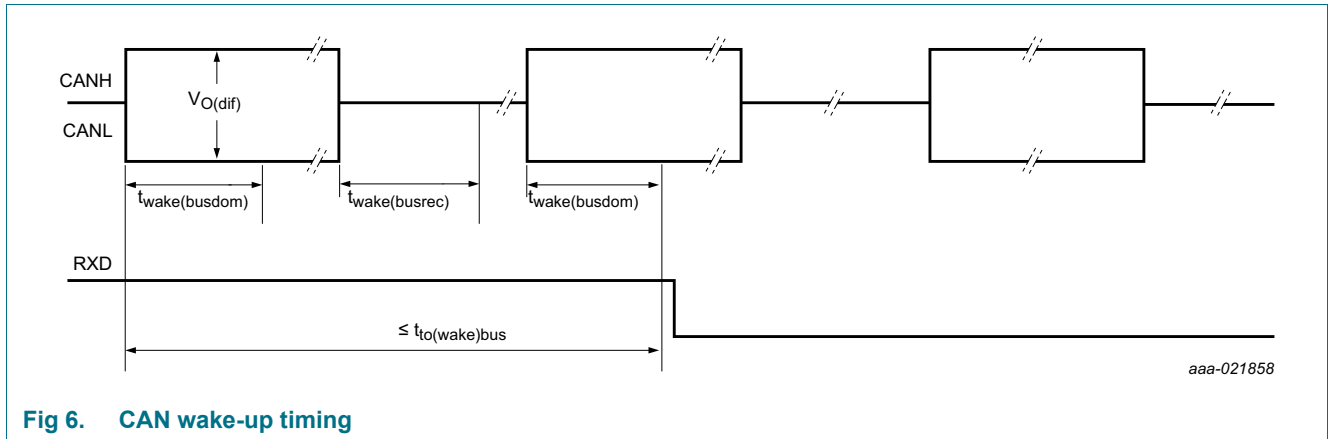 CANH
V_O(dif)
CANL
t_wake(busdom)
t_wake(busrec)
t_wake(busdom)
RXD
≤ t_to(wake)bus
aaa-021858
Fig 6. CAN wake-up timing